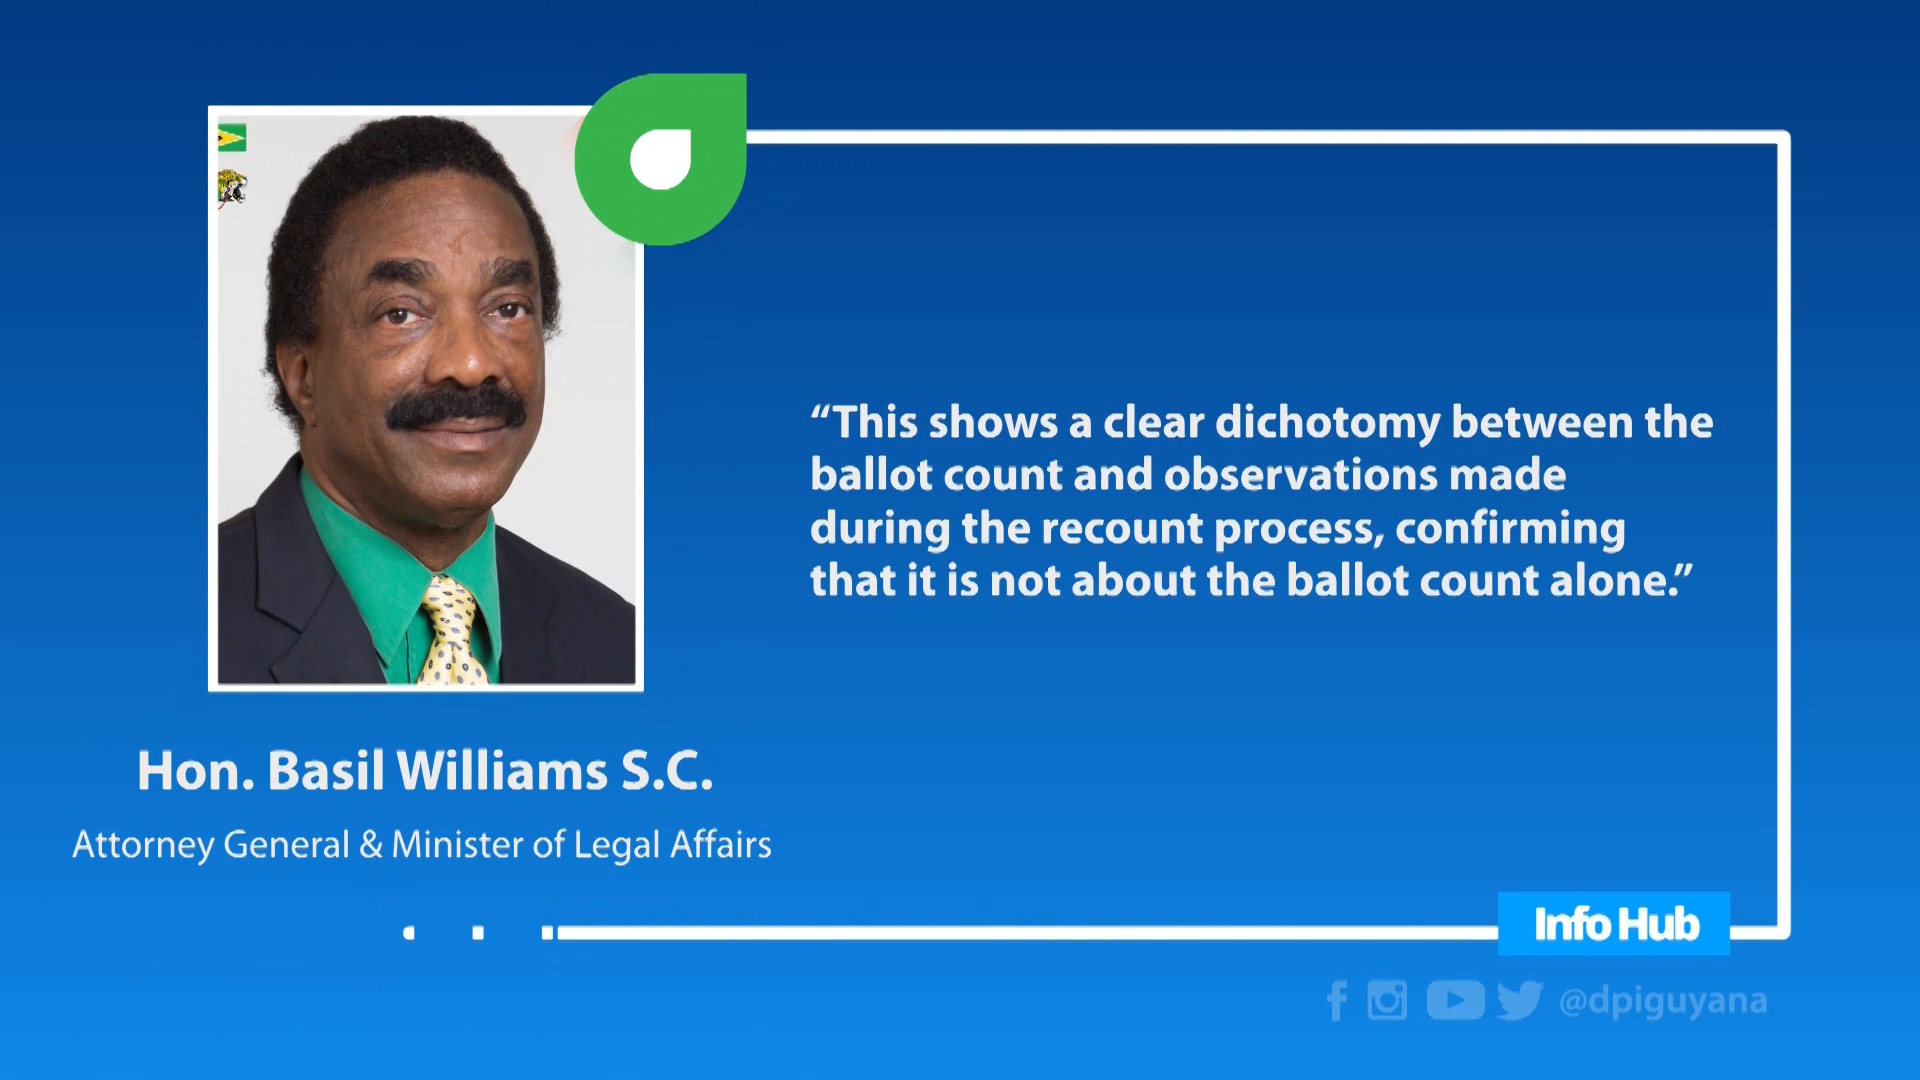 “This shows a clear dichotomy between the
ballot count and observations made
during the recount process, confirming
that it is not about the ballot count alone.”
Hon. Basil Williams S.C.
Attorney General & Minister of Legal Affairs
Info Hub
@dpiguyana